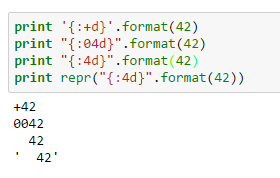 print '{:+d}'.format(42)
print "{:04d}".format(42)
print "{:4d}".format(42)
print repr("{:4d}".format(42))
+42
0042
  42
'  42'